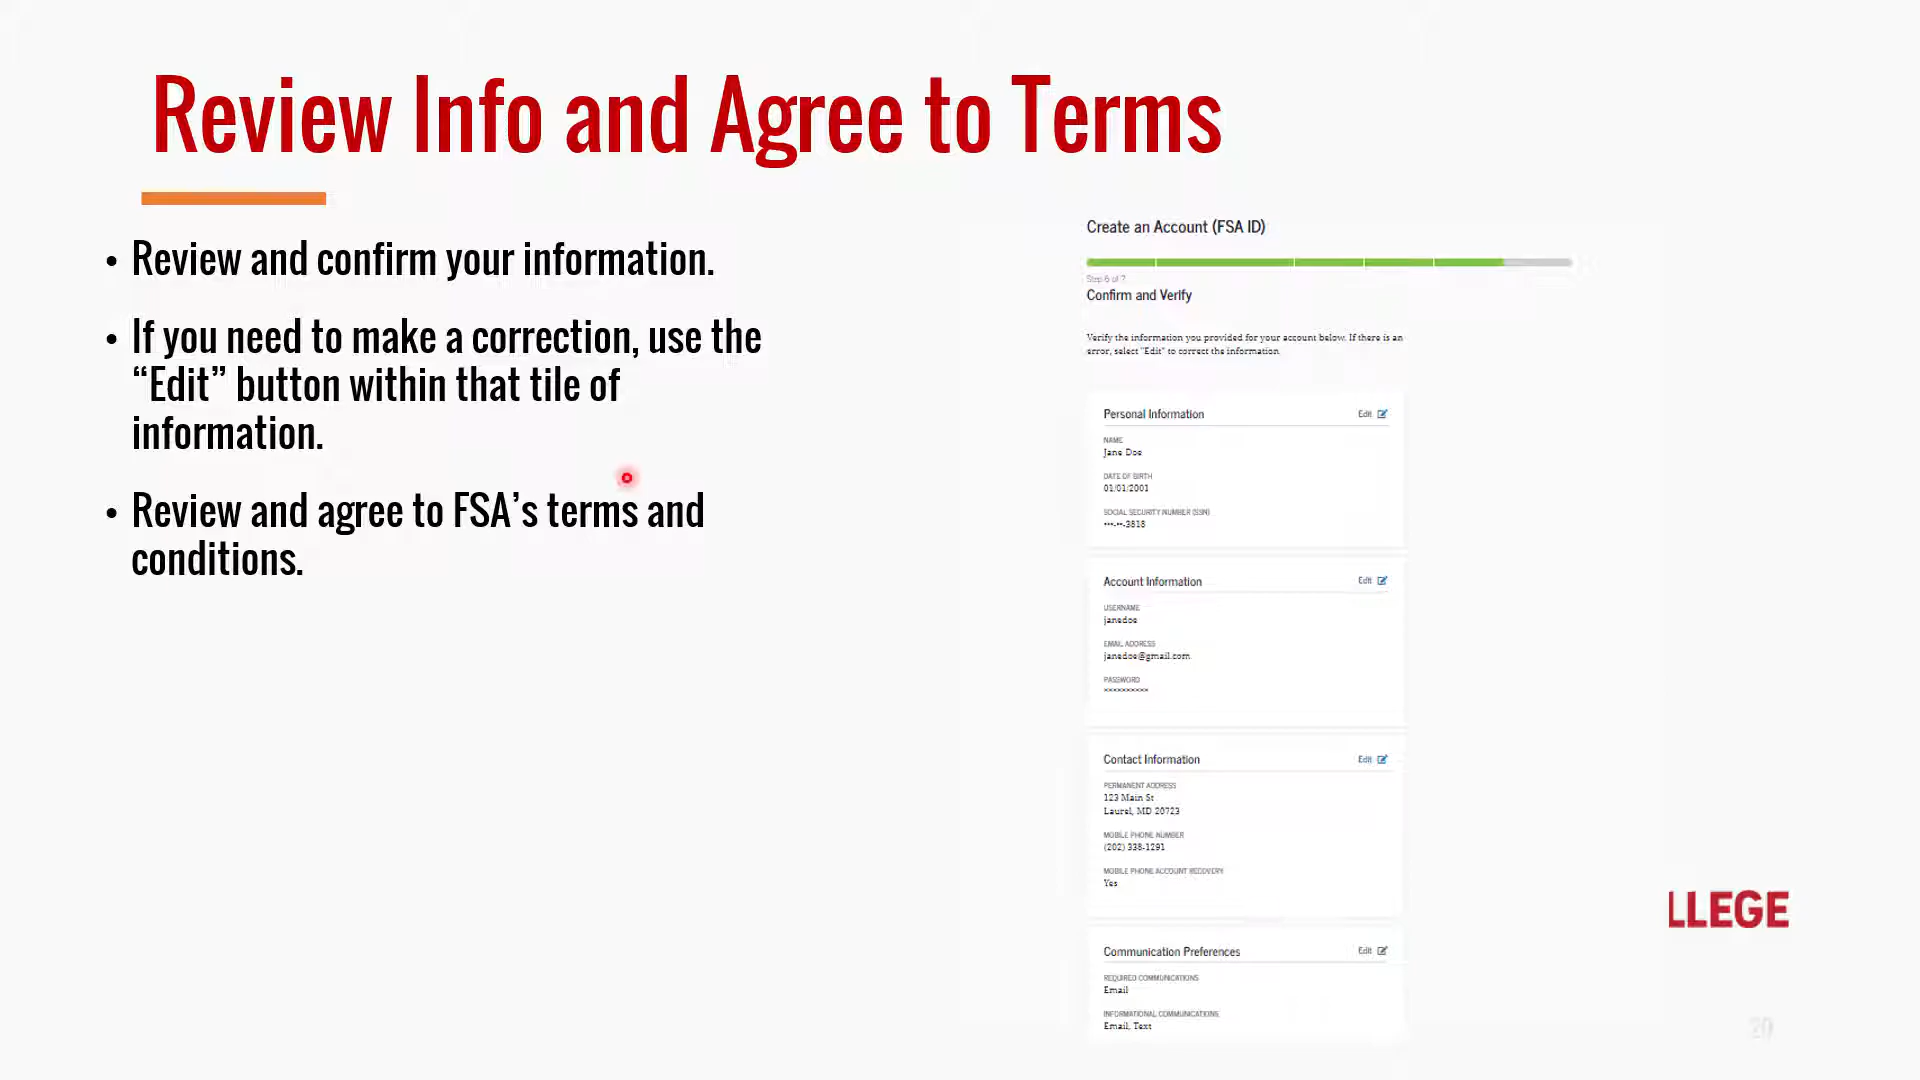 Review Info and Agree to Terms
• Review and confirm your information.
• If you need to make a correction, use the
“Edit” button within that tile of
information.
• Review and agree to FSA’s terms and
conditions.
Create an Account (FSA ID)
Step 6 of 7
Confirm and Verify
Verify the information you provided for your account below. If there is an
error, select "Edit" to correct the information.
Personal Information Edit
NAME
Jane Doe
DATE OF BIRTH
01/01/2001
SOCIAL SECURITY NUMBER (SSN)
•••-••-3818
Account Information Edit
USERNAME
janedoe
EMAIL ADDRESS
janedoe@gmail.com
PASSWORD
••••••••••
Contact Information Edit
PERMANENT ADDRESS
123 Main St
Laurel, MD 20723
MOBILE PHONE NUMBER
(202) 338-1291
MOBILE PHONE ACCOUNT RECOVERY
Yes
Communication Preferences Edit
REQUIRED COMMUNICATIONS
Email
INFORMATIONAL COMMUNICATIONS
Email, Text
LLEGE
20